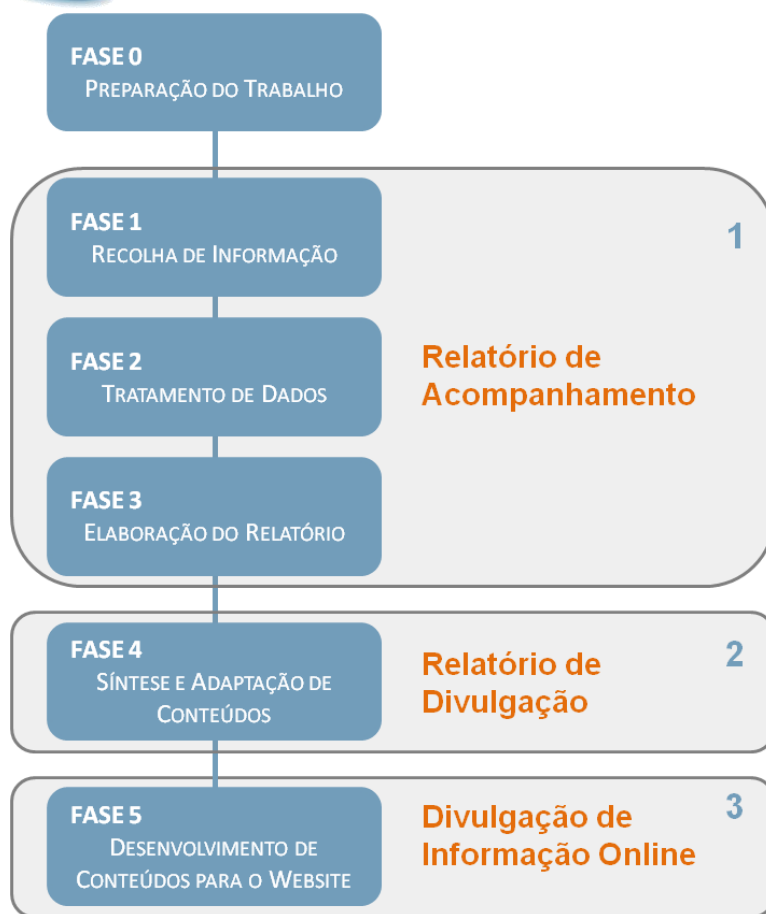 FASE 0
PREPARAÇÃO DO TRABALHO
FASE 1
RECOLHA DE INFORMAÇÃO
1
FASE 2
TRATAMENTO DE DADOS
Relatório de
Acompanhamento
FASE 3
ELABORAÇÃO DO RELATÓRIO
FASE 4
SÍNTESE E ADAPTAÇÃO DE
CONTEÚDOS
Relatório de
Divulgação
2
FASE 5
DESENVOLVIMENTO DE
CONTEÚDOS PARA O WEBSITE
Divulgação de
Informação Online
3